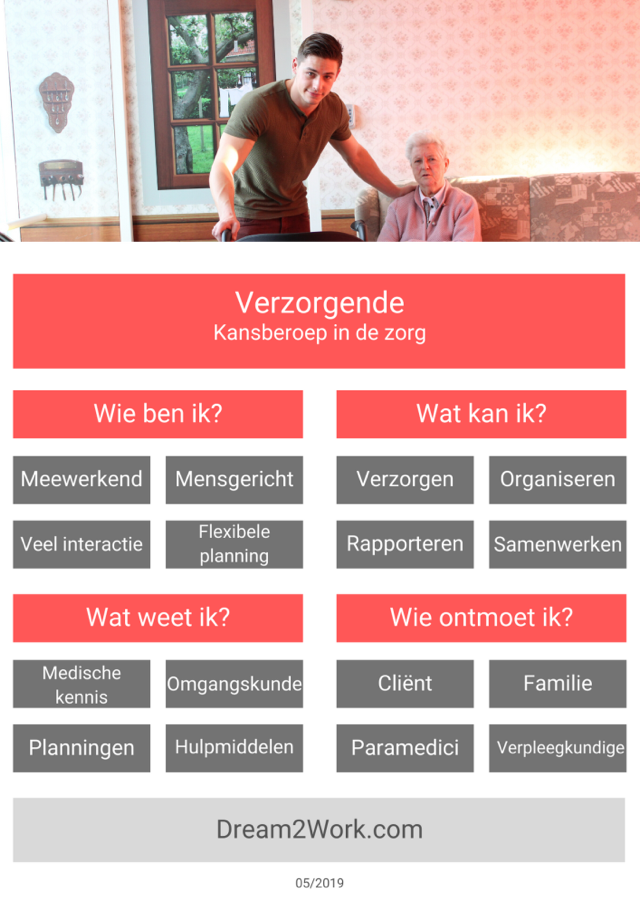 Verzorgende
Kansberoep in de zorg
Wie ben ik?
Meewerkend
Mensgericht
Veel interactie
Flexibele
planning
Wat kan ik?
Verzorgen
Organiseren
Rapporteren
Samenwerken
Wat weet ik?
Medische
kennis
Omgangskunde
Planningen
Hulpmiddelen
Wie ontmoet ik?
Cliënt
Familie
Paramedici
Verpleegkundige
Dream2Work.com
05/2019